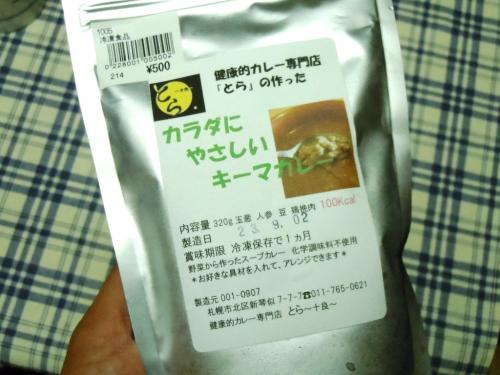 1005
冷凍食品
0228001005002
214 ¥500
とら
健康的カレー専門店
「とら」の作った
カラダに
やさしい
キーマカレー
内容量 320g 玉葱 人参 豆 鶏挽肉 100Kcal
製造日 23.9.02
賞味期限 冷凍保存で1ヵ月
野菜から作ったスープカレー 化学調味料不使用
*お好きな具材を入れて、アレンジできます*
製造元 001-0907
札幌市北区新琴似 7-7-7☎011-765-0621
健康的カレー専門店 とら~十良~